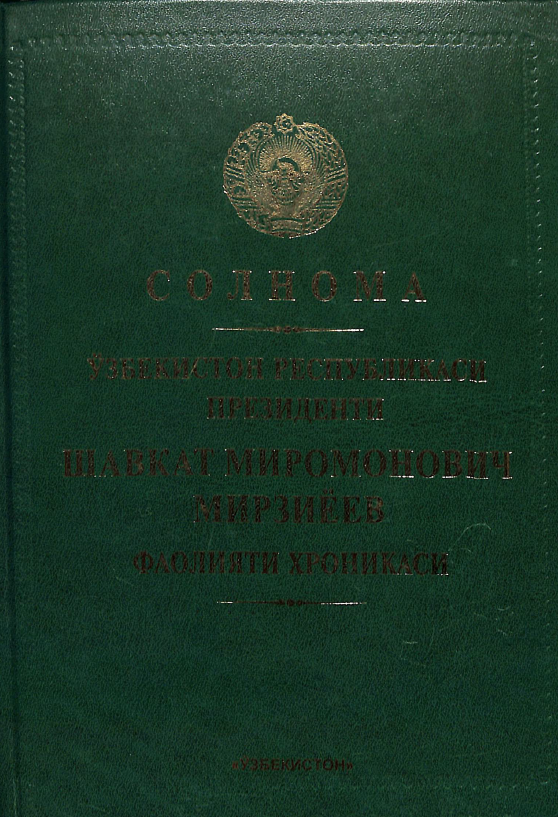 СОЛНОМА
ЎЗБЕКИСТОН РЕСПУБЛИКАСИ
ПРЕЗИДЕНТИ
ШАВКАТ МИРОМОНОВИЧ
МИРЗИЁЕВ
ФАОЛИЯТИ ХРОНИКАСИ
«ЎЗБЕКИСТОН»